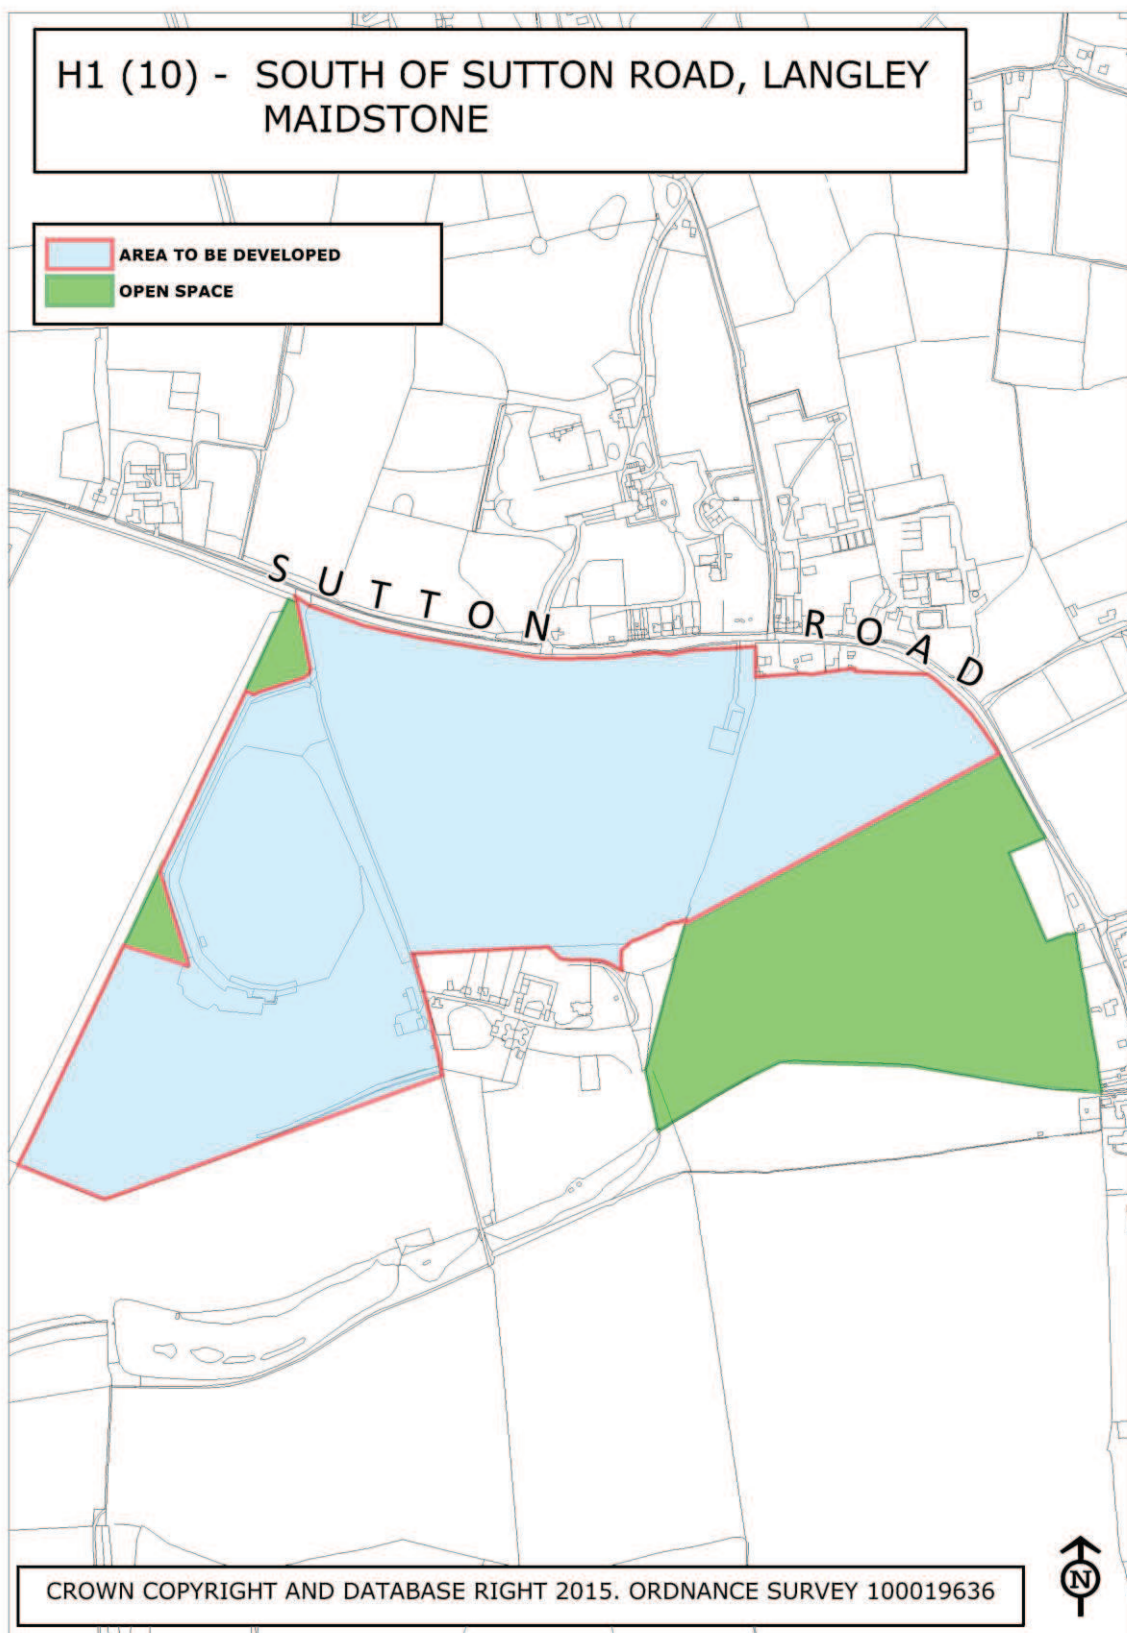 H1 (10) - SOUTH OF SUTTON ROAD, LANGLEY
MAIDSTONE
AREA TO BE DEVELOPED
OPEN SPACE
SUTTON ROAD
CROWN COPYRIGHT AND DATABASE RIGHT 2015. ORDNANCE SURVEY 100019636
N